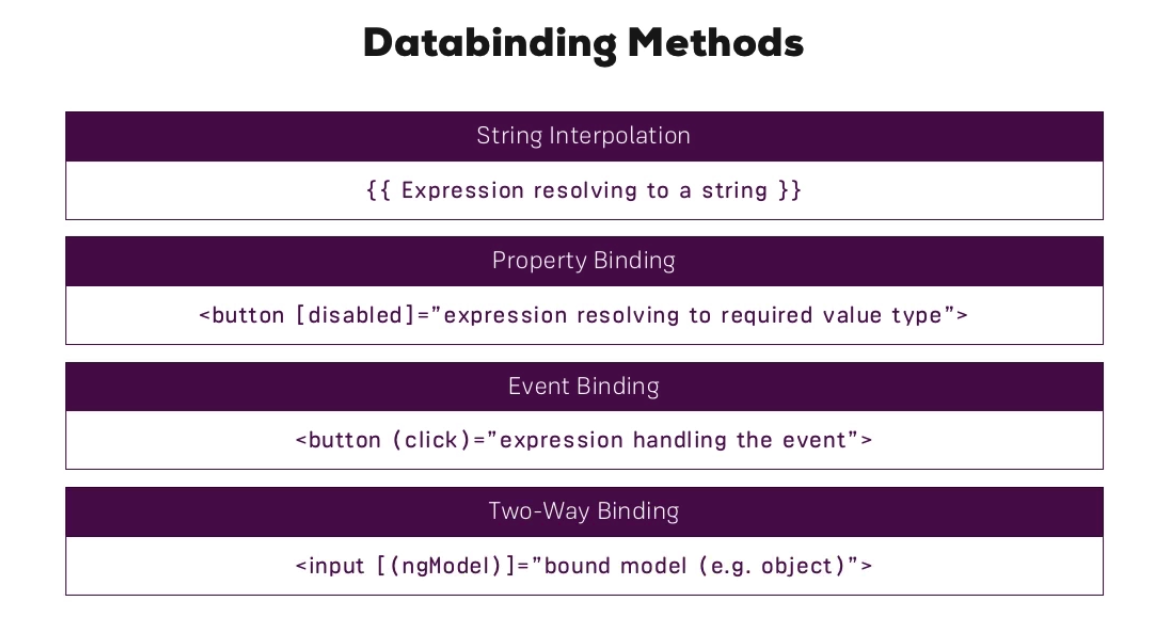 Databinding Methods
String Interpolation
{{ Expression resolving to a string }}
Property Binding
<button [disabled]=”expression resolving to required value type”>
Event Binding
<button (click)=”expression handling the event”>
Two-Way Binding
<input [(ngModel)]=”bound model (e.g. object)”>